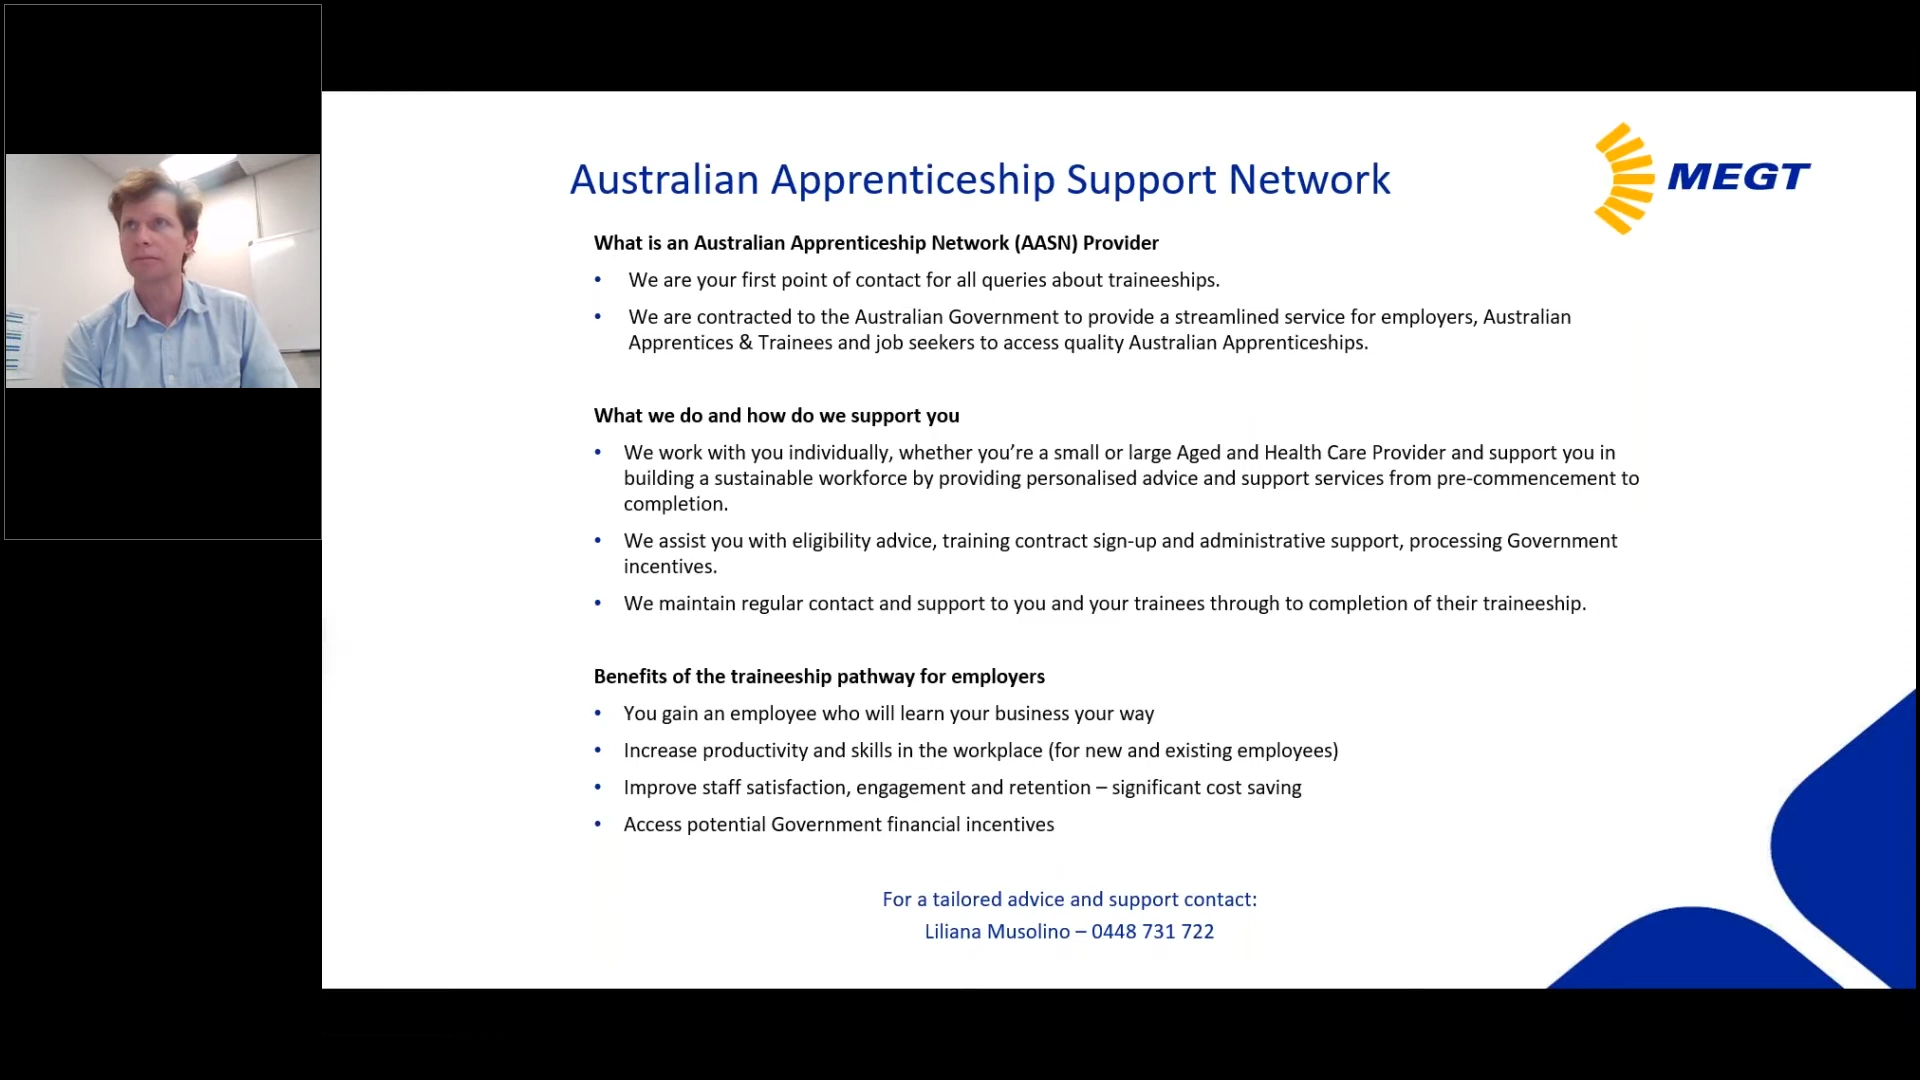 Australian Apprenticeship Support Network
MEGT
What is an Australian Apprenticeship Network (AASN) Provider
• We are your first point of contact for all queries about traineeships.
• We are contracted to the Australian Government to provide a streamlined service for employers, Australian
Apprentices & Trainees and job seekers to access quality Australian Apprenticeships.
What we do and how do we support you
• We work with you individually, whether you’re a small or large Aged and Health Care Provider and support you in
building a sustainable workforce by providing personalised advice and support services from pre-commencement to
completion.
• We assist you with eligibility advice, training contract sign-up and administrative support, processing Government
incentives.
• We maintain regular contact and support to you and your trainees through to completion of their traineeship.
Benefits of the traineeship pathway for employers
• You gain an employee who will learn your business your way
• Increase productivity and skills in the workplace (for new and existing employees)
• Improve staff satisfaction, engagement and retention – significant cost saving
• Access potential Government financial incentives
For a tailored advice and support contact:
Liliana Musolino – 0448 731 722